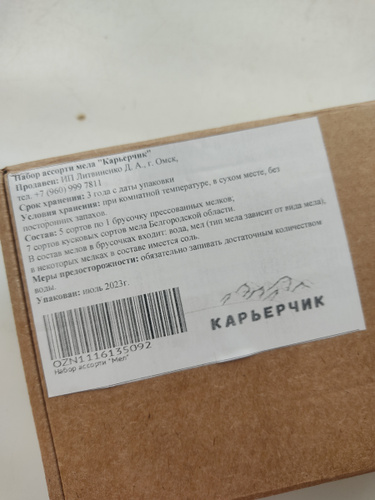 Набор ассорти мела "Карьерчик"
Продавец: ИП Литвиненко Д. А., г. Омск,
тел. +7 (960) 999 7811
Срок хранения: 3 года с даты упаковки
Условия хранения: при комнатной температуре, в сухом месте, без
посторонних запахов.
Состав: 5 сортов по 1 брусочку прессованных мелков;
7 сортов кусковых сортов мела Белгородской области.
В состав мелов в брусочках входит: вода, мел (тип мела зависит от вида мела),
в некоторых мелках в составе имеется соль.
Меры предосторожности: обязательно запивать достаточным количеством
воды.
Упакован: июль 2023г.
КАРЬЕРЧИК
OZN1116135092
Набор ассорти "Мел"